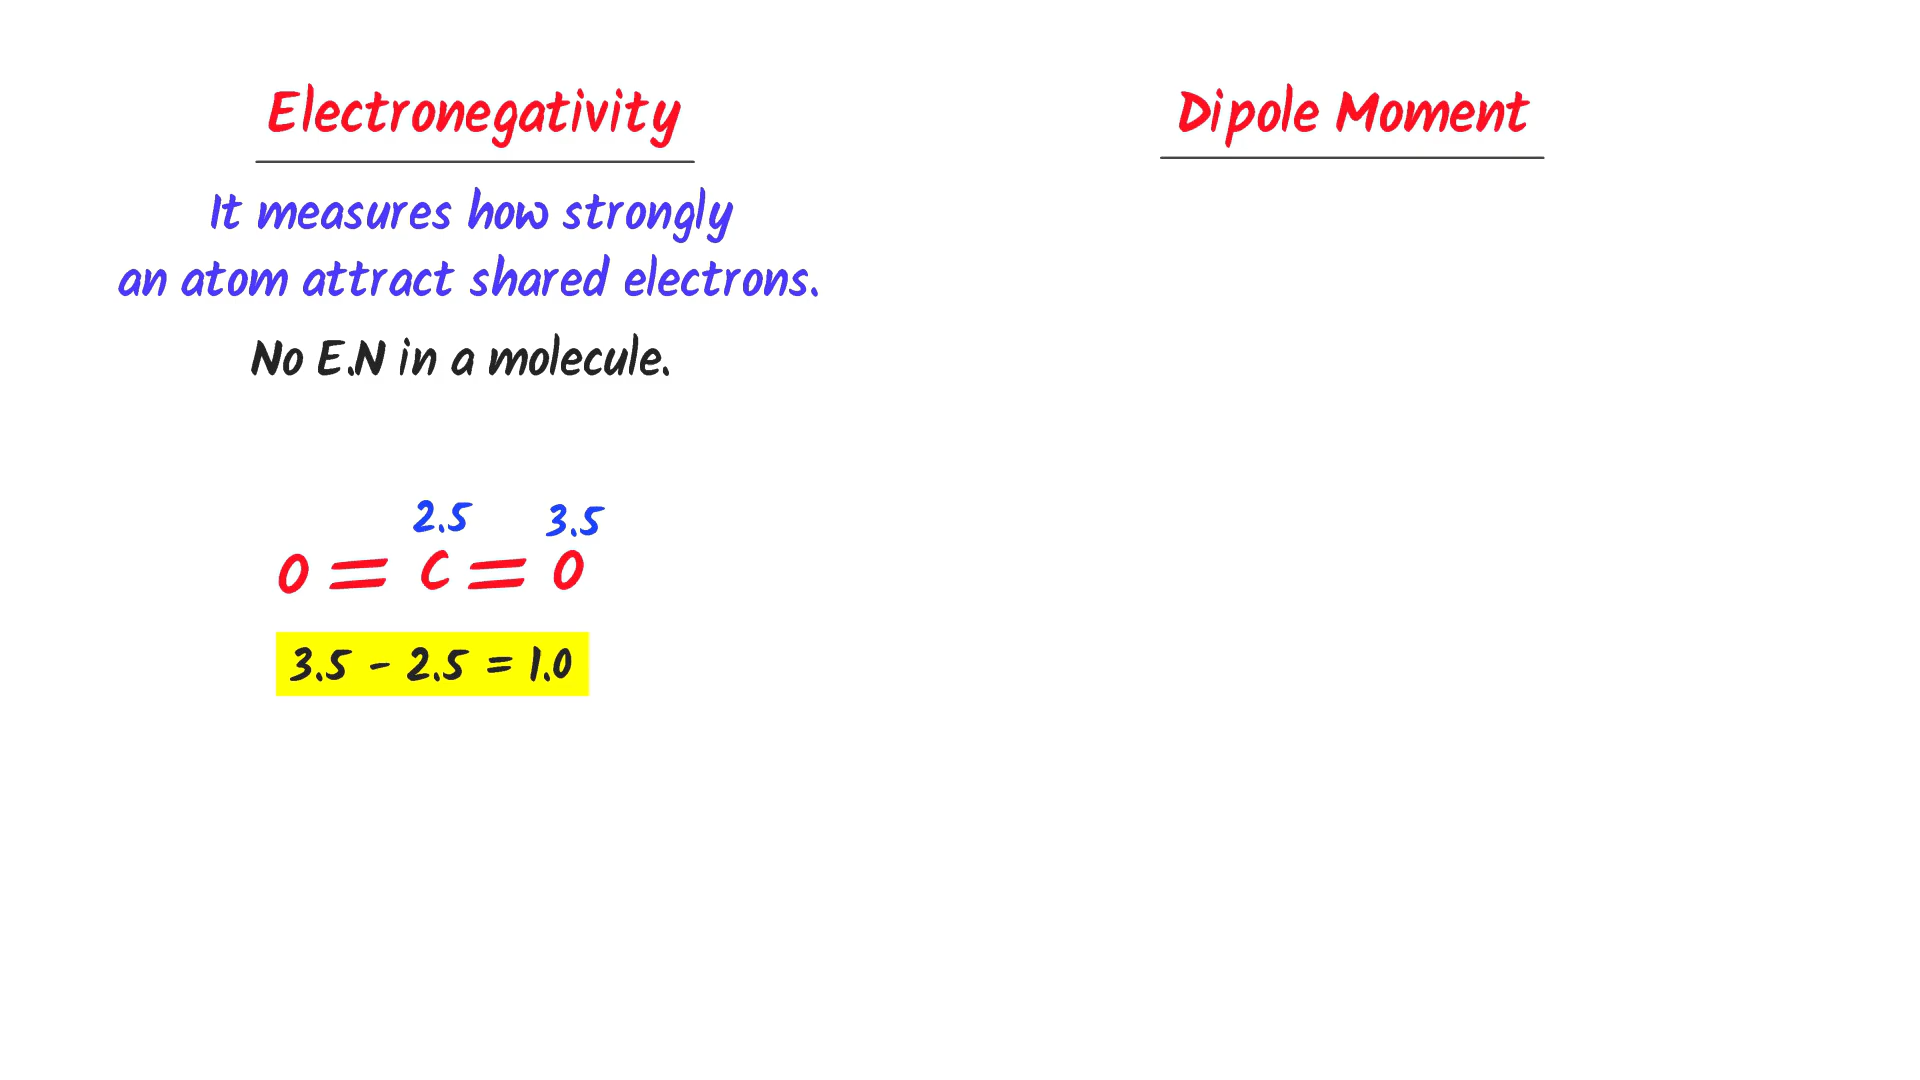 Electronegativity
It measures how strongly
an atom attract shared electrons.
No E.N in a molecule.
2.5 3.5
O = C = O
3.5 - 2.5 = 1.0
Dipole Moment